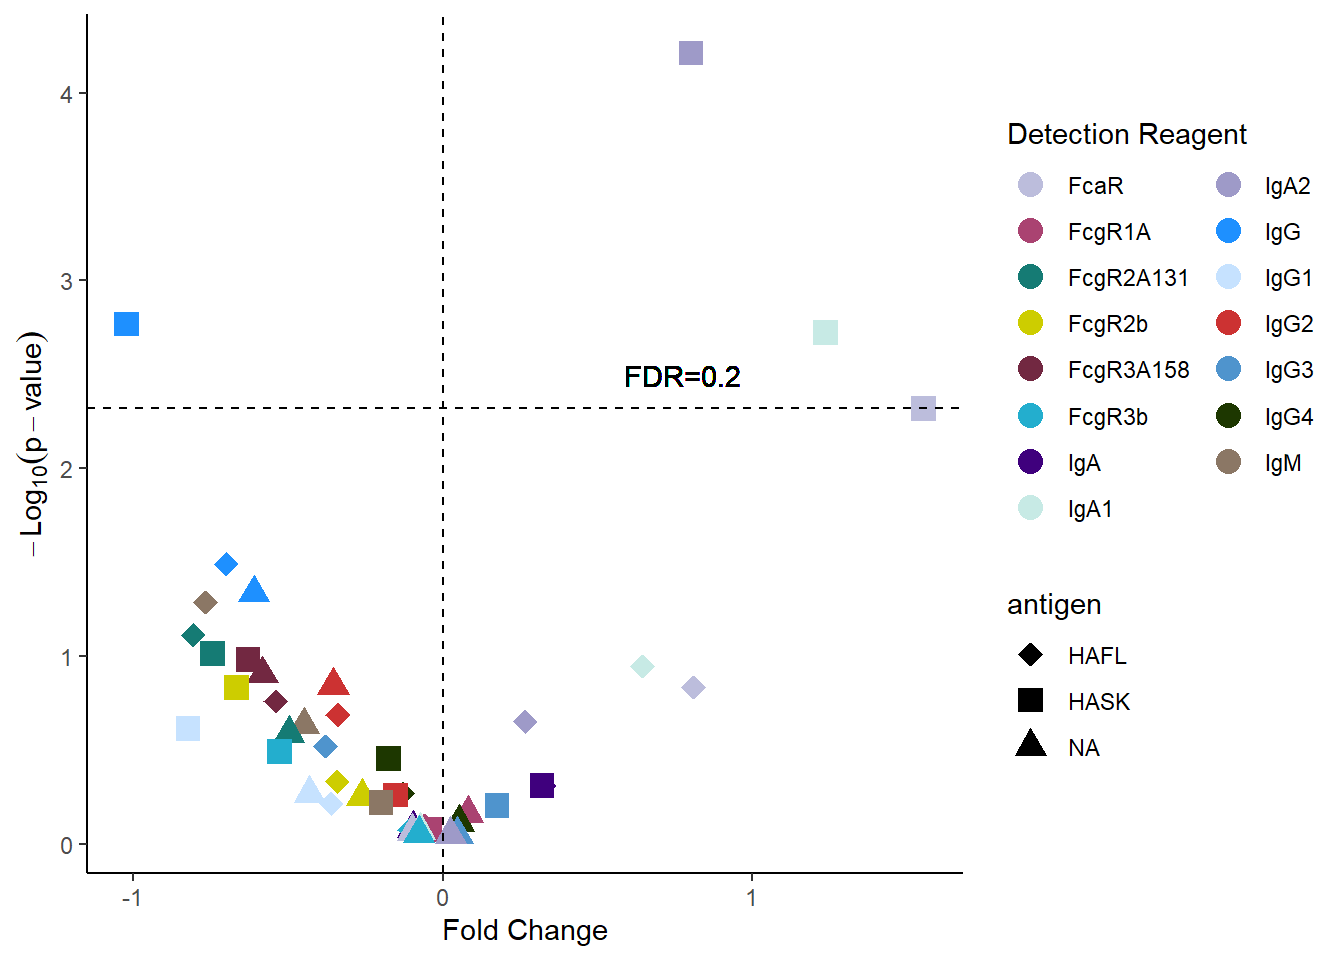 4
3
2
1
0
-1
0
1
−Log10(p−value)
Fold Change
FDR=0.2
Detection Reagent
FcaR
FcgR1A
FcgR2A131
FcgR2b
FcgR3A158
FcgR3b
IgA
IgA1
IgA2
IgG
IgG1
IgG2
IgG3
IgG4
IgM
antigen
HAFL
HASK
NA